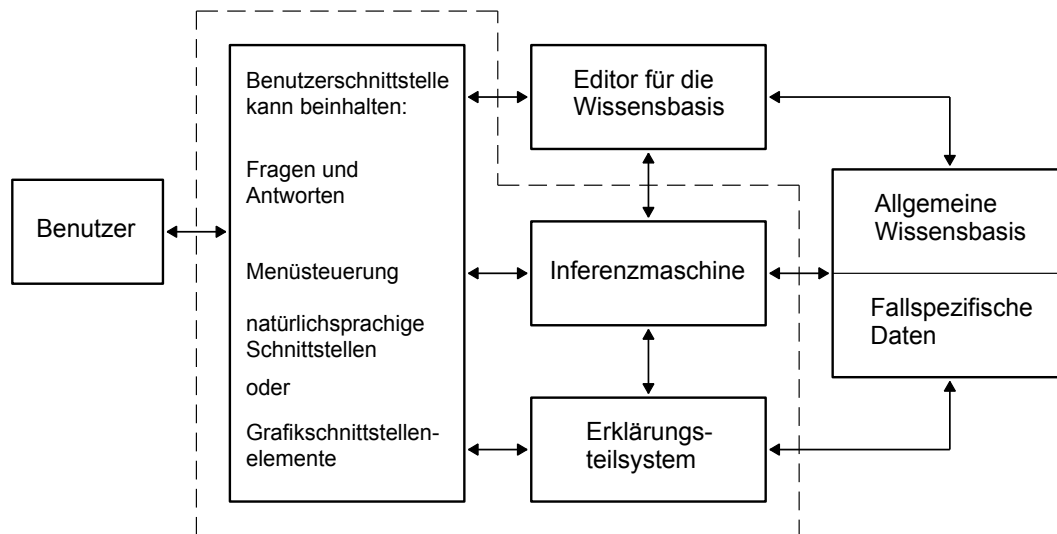 Benutzer
Benutzerschnittstelle
kann beinhalten:
Fragen und
Antworten
Menüsteuerung
natürlichsprachige
Schnittstellen
oder
Grafikschnittstellen-
elemente
Editor für die
Wissensbasis
Inferenzmaschine
Erklärungs-
teilsystem
Allgemeine
Wissensbasis
Fallspezifische
Daten